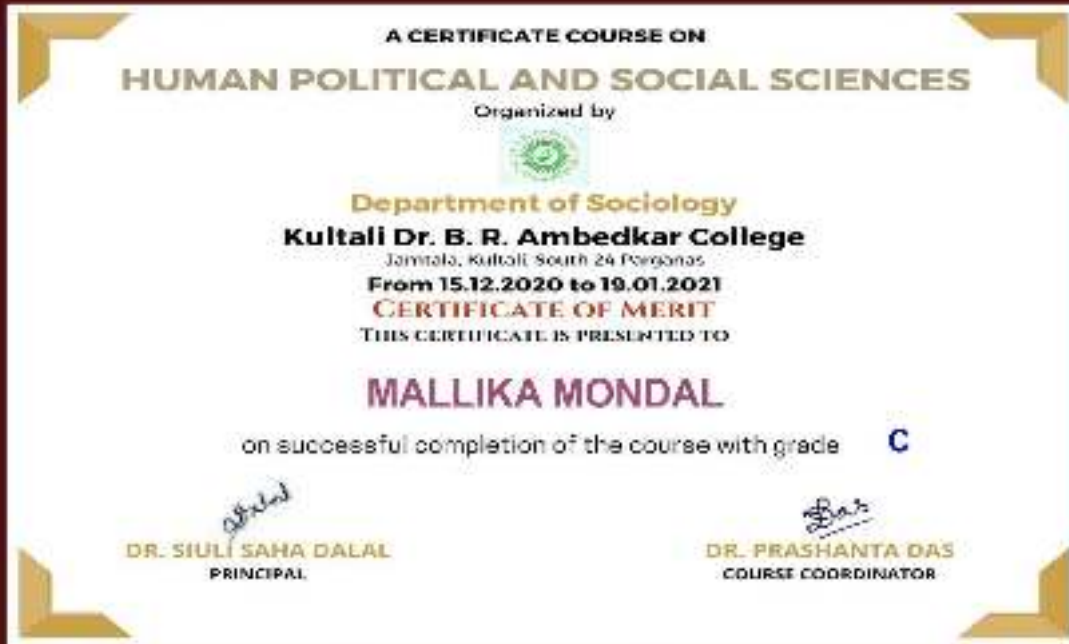 A CERTIFICATE COURSE ON
HUMAN POLITICAL AND SOCIAL SCIENCES
Organized by
Department of Sociology
Kultali Dr. B. R. Ambedkar College
Jamtala, Kultali, South 24 Parganas
From 15.12.2020 to 19.01.2021
CERTIFICATE OF MERIT
THIS CERTIFICATE IS PRESENTED TO
MALLIKA MONDAL
on successful completion of the course with grade C
DR. SIULI SAHA DALAL
PRINCIPAL
Das
DR. PRASHANTA DAS
COURSE COORDINATOR